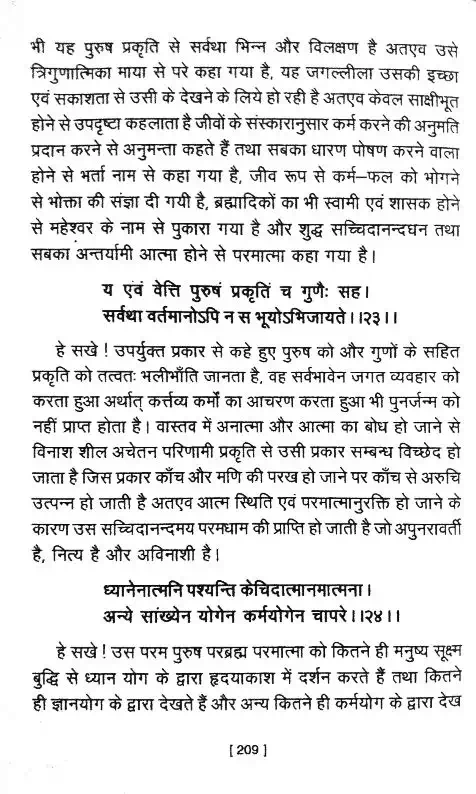 भी यह पुरुष प्रकृति से सर्वथा भिन्न और विलक्षण है अतएव उसे
त्रिगुणात्मिका माया से परे कहा गया है, यह जगल्लीला उसकी इच्छा
एवं सकाशता से उसी के देखने के लिये हो रही है अतएव केवल साक्षीभूत
होने से उपदृष्टा कहलाता है जीवों के संस्कारानुसार कर्म करने की अनुमति
प्रदान करने से अनुमन्ता कहते हैं तथा सबका धारण पोषण करने वाला
होने से भर्ता नाम से कहा गया है, जीव रूप से कर्म–फल को भोगने
से भोक्ता की संज्ञा दी गयी है, ब्रह्मादिकों का भी स्वामी एवं शासक होने
से महेश्वर के नाम से पुकारा गया है और शुद्ध सच्चिदानन्दघन तथा
सबका अन्तर्यामी आत्मा होने से परमात्मा कहा गया है।
य एवं वेत्ति पुरुषं प्रकृतिं च गुणैः सह।
सर्वथा वर्तमानोऽपि न स भूयोऽभिजायते।।२३।।
हे सखे ! उपर्युक्त प्रकार से कहे हुए पुरुष को और गुणों के सहित
प्रकृति को तत्वतः भलीभाँति जानता है, वह सर्वभावेन जगत व्यवहार को
करता हुआ अर्थात् कर्त्तव्य कर्मों का आचरण करता हुआ भी पुनर्जन्म को
नहीं प्राप्त होता है। वास्तव में अनात्मा और आत्मा का बोध हो जाने से
विनाश शील अचेतन परिणामी प्रकृति से उसी प्रकार सम्बन्ध विच्छेद हो
जाता है जिस प्रकार काँच और मणि की परख हो जाने पर काँच से अरुचि
उत्पन्न हो जाती है अतएव आत्म स्थिति एवं परमात्मानुरक्ति हो जाने के
कारण उस सच्चिदानन्दमय परमधाम की प्राप्ति हो जाती है जो अपुनरावर्ती
है, नित्य है और अविनाशी है।
ध्यानेनात्मनि पश्यन्ति केचिदात्मानमात्मना।
अन्ये सांख्येन योगेन कर्मयोगेन चापरे।।२४।।
हे सखे ! उस परम पुरुष परब्रह्म परमात्मा को कितने ही मनुष्य सूक्ष्म
बुद्धि से ध्यान योग के द्वारा हृदयाकाश में दर्शन करते हैं तथा कितने
ही ज्ञानयोग के द्वारा देखते हैं और अन्य कितने ही कर्मयोग के द्वारा देख
[ 209 ]